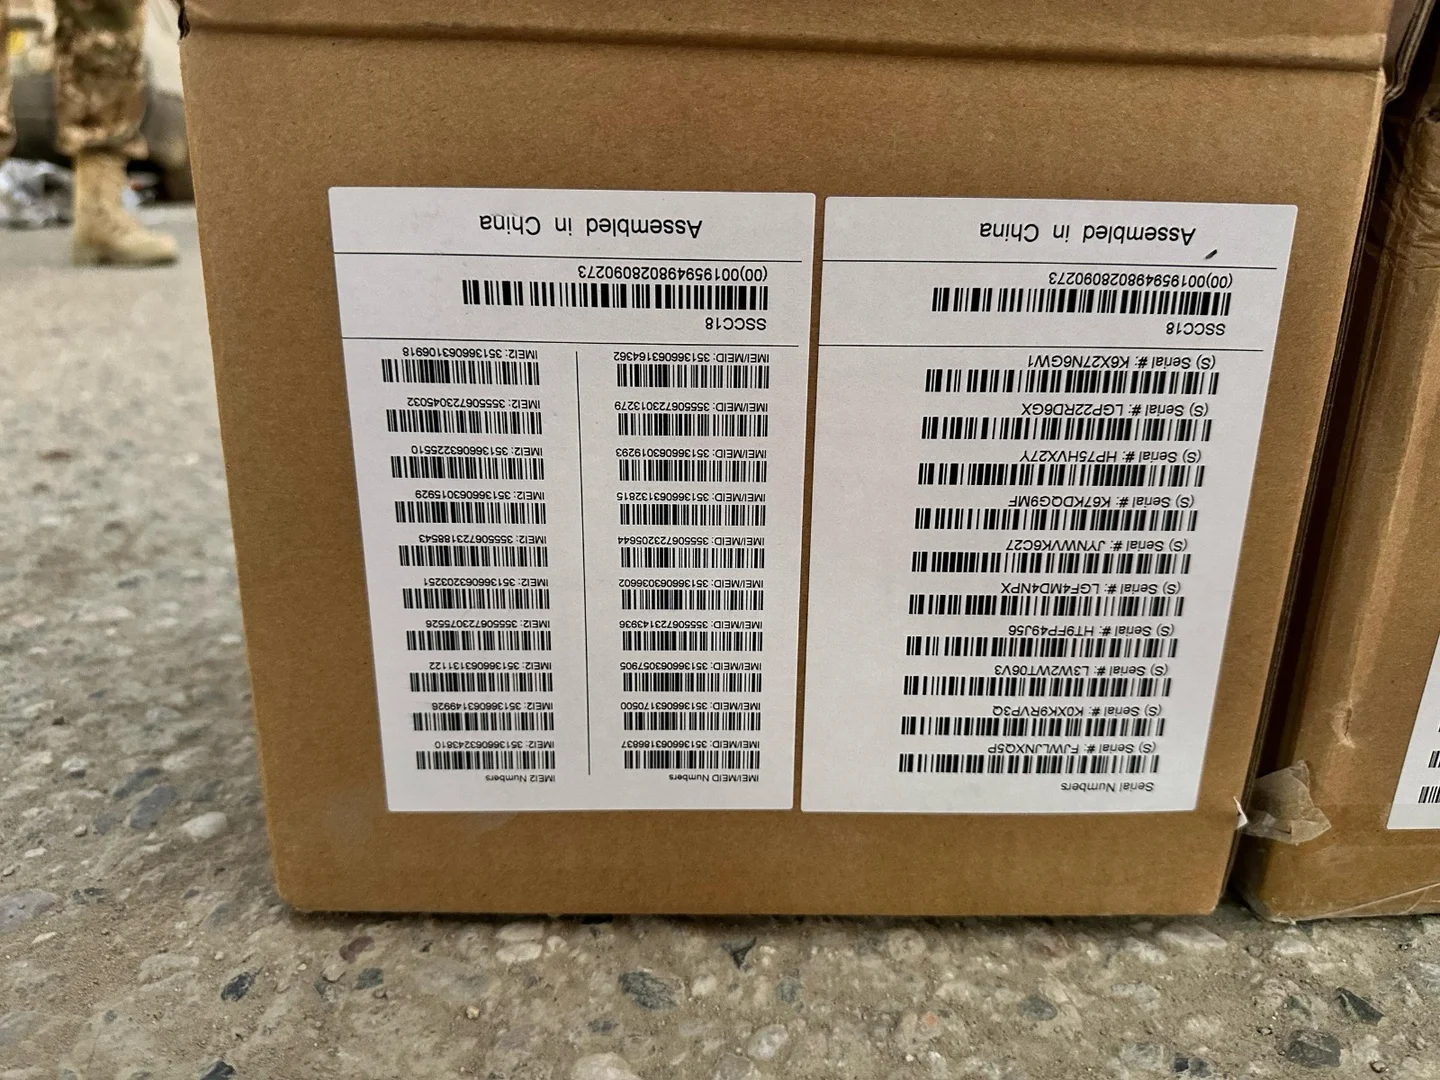 Serial Numbers
(S) Serial #: FJWLJNXQ5P
(S) Serial #: K0XK9RVP3Q
(S) Serial #: L3W2WT06V3
(S) Serial #: HT9FP49J56
(S) Serial #: LGF4MD4NPX
(S) Serial #: JYNWVK6C27
(S) Serial #: K67KDQG9MF
(S) Serial #: HP75HVX27Y
(S) Serial #: LGP22RD6GX
(S) Serial #: K6X27N6GW1
SSCC18
(00)001959498028090273
Assembled in China
IMEI/MEID Numbers
IMEI/MEID: 351366063186837
IMEI/MEID: 351366063170500
IMEI/MEID: 351366063057905
IMEI/MEID: 355506723143936
IMEI/MEID: 351366063036602
IMEI/MEID: 355506723205644
IMEI/MEID: 351366063132815
IMEI/MEID: 351366063019293
IMEI/MEID: 355506723013279
IMEI/MEID: 351366063164362
IMEI2 Numbers
IMEI2: 351366063243810
IMEI2: 351366063149926
IMEI2: 351366063131122
IMEI2: 355506723075526
IMEI2: 351366063203251
IMEI2: 355506723188543
IMEI2: 351366063015929
IMEI2: 351366063225510
IMEI2: 355506723045032
IMEI2: 351366063106918
SSCC18
(00)001959498028090273
Assembled in China